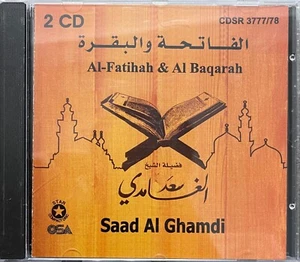 2 CD
CDSR 3777/78
الفاتحة والبقرة
Al-Fatihah & Al Baqarah
فضيلة الشيخ
سعد الغامدي
Saad Al Ghamdi
STAR